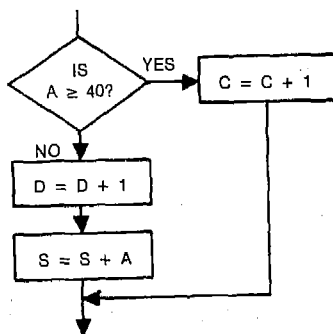 IS
A ≥ 40?
YES
C = C + 1
NO
D = D + 1
S = S + A